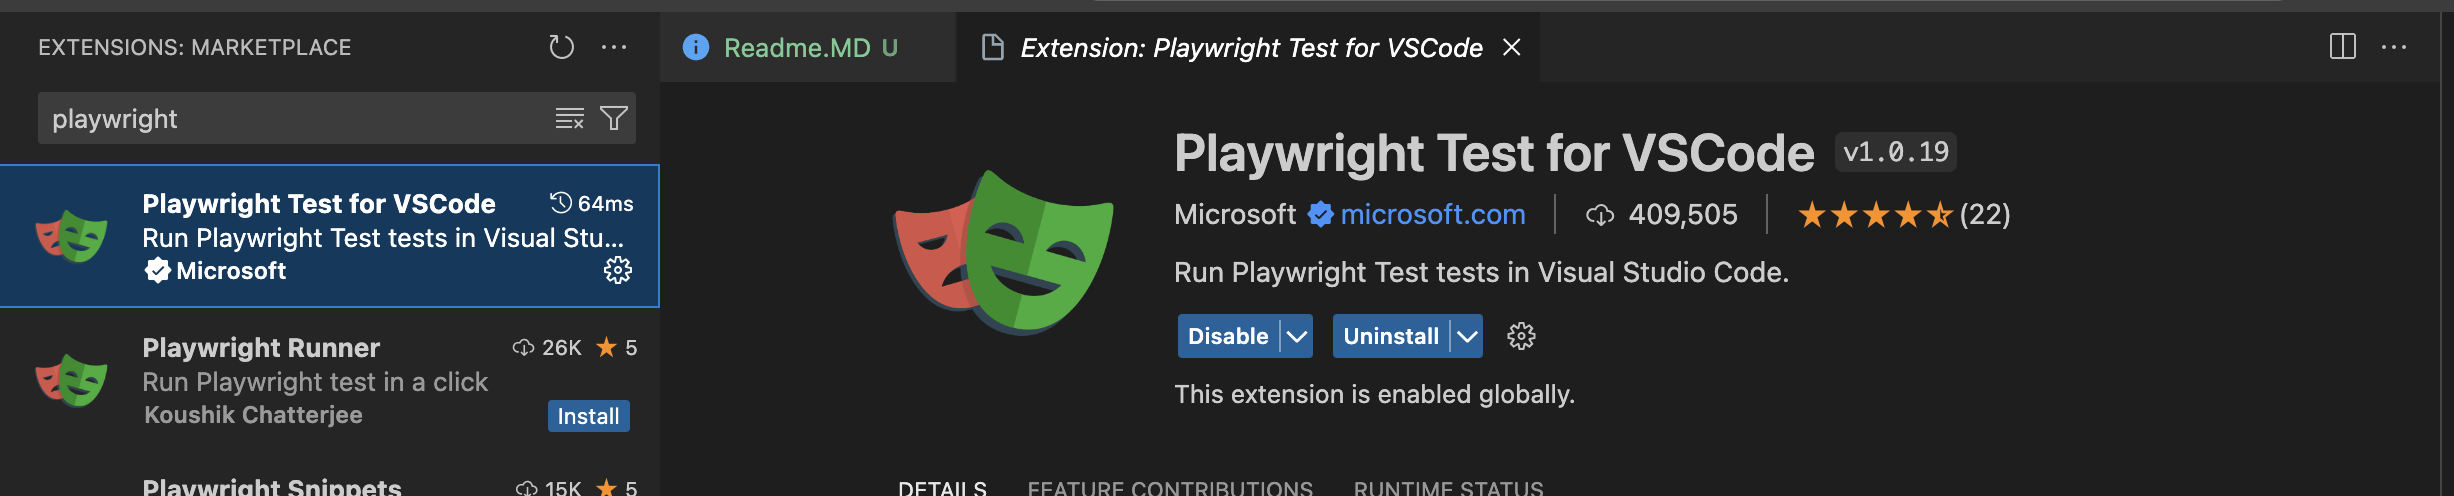 EXTENSIONS: MARKETPLACE
playwright
Playwright Test for VSCode 64ms
Run Playwright Test tests in Visual Stu...
Microsoft
Playwright Runner 26K 5
Run Playwright test in a click
Koushik Chatterjee
Install
Playwright Snippets 15K 5
Readme.MD U
Extension: Playwright Test for VSCode
Playwright Test for VSCode v1.0.19
Microsoft microsoft.com 409,505 (22)
Run Playwright Test tests in Visual Studio Code.
Disable Uninstall
This extension is enabled globally.
DETAILS FEATURE CONTRIBUTIONS RUNTIME STATUS